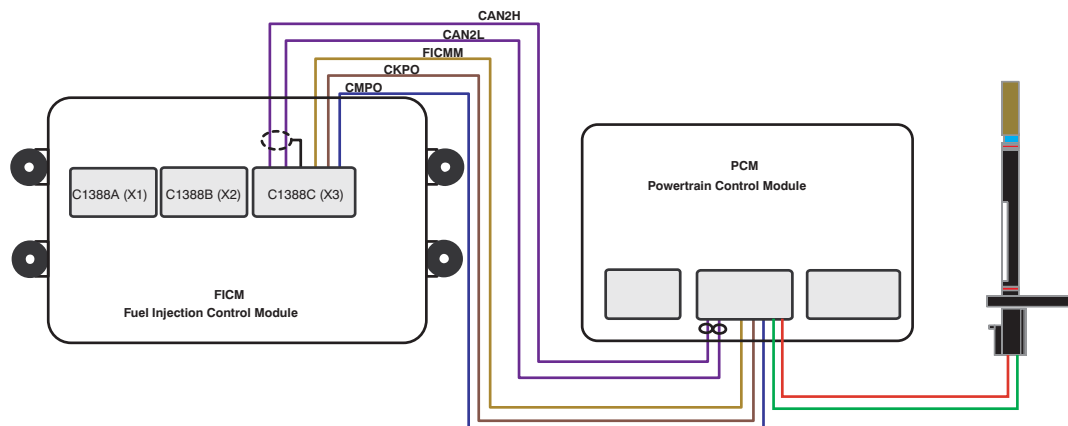 CAN2H
CAN2L
FICMM
CKPO
CMPO
C1388A (X1)
C1388B (X2)
C1388C (X3)
FICM
Fuel Injection Control Module
PCM
Powertrain Control Module